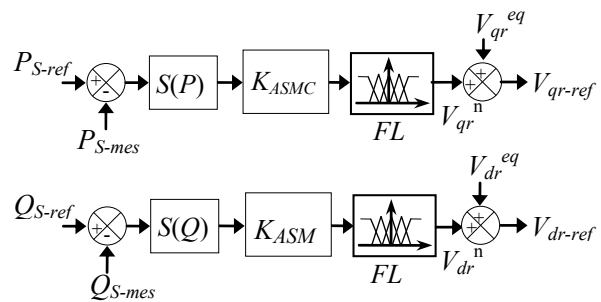 V_qr^eq
P_S-ref
+
-
S(P)
K_ASMC
+
+
V_qr-ref
V_qr^n
P_S-mes
FL
V_dr^eq
Q_S-ref
+
-
S(Q)
K_ASM
+
+
V_dr-ref
V_dr^n
Q_S-mes
FL